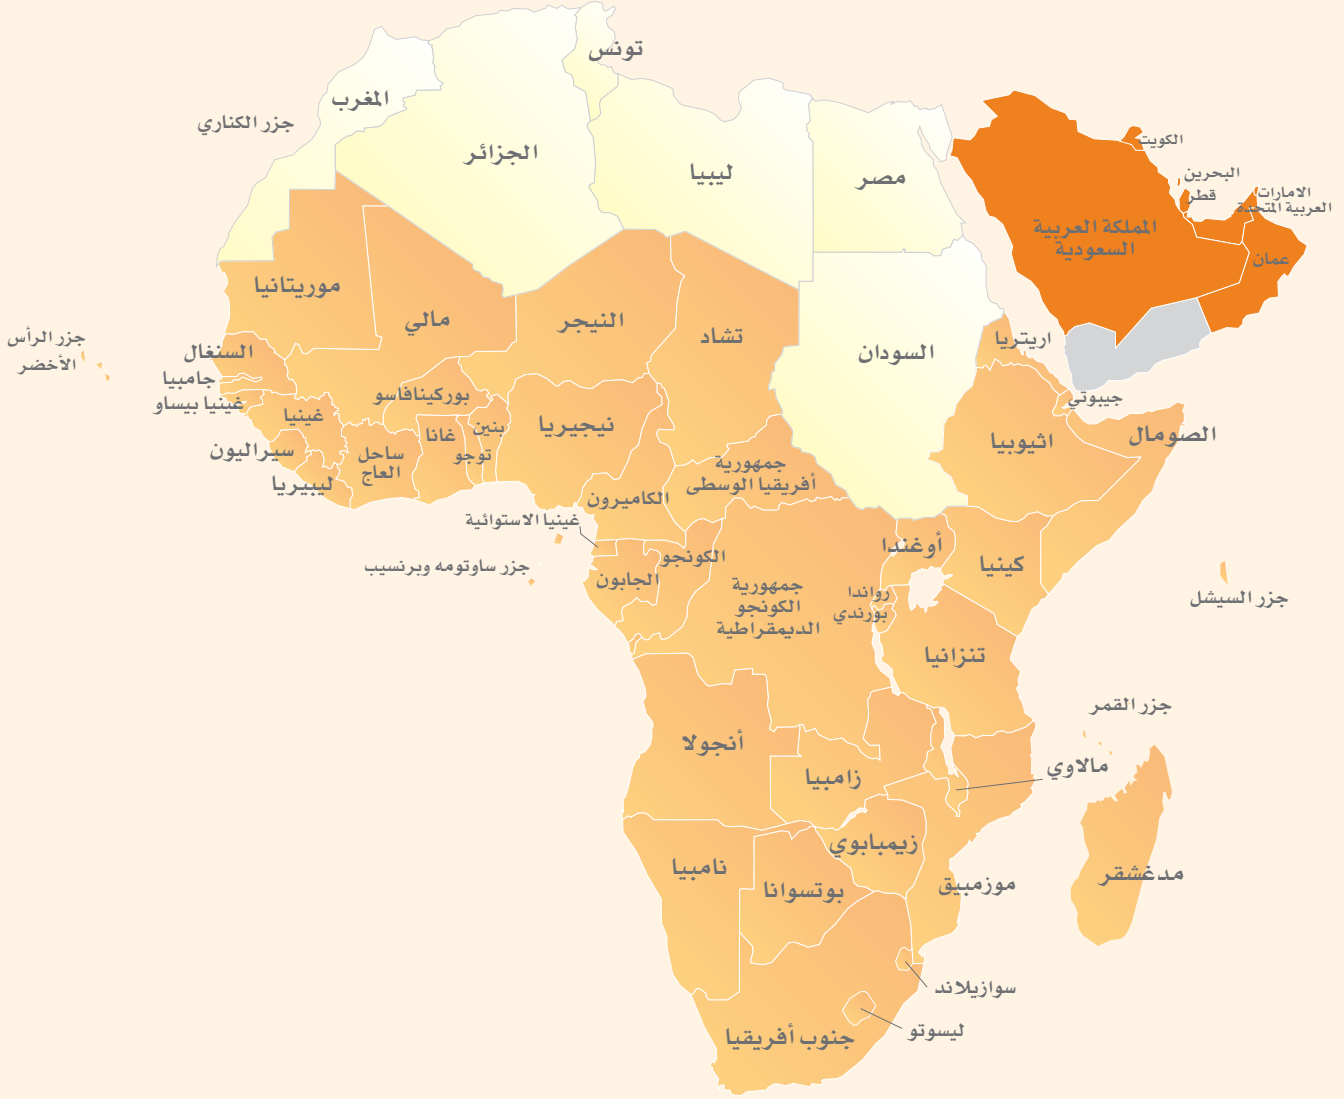 تونس
المغرب
جزر الكناري
الجزائر
ليبيا
مصر
الكويت
البحرين
قطر
الامارات
العربية المتحدة
المملكة العربية
السعودية
عمان
موريتانيا
مالي
النيجر
تشاد
السودان
اريتريا
جزر الرأس
الأخضر
السنغال
جامبيا
غينيا بيساو
غينيا
سيراليون
ليبيريا
بوركينافاسو
ساحل
العاج
غانا
توجو
بنين
نيجيريا
جيبوتي
الصومال
اثيوبيا
جمهورية
أفريقيا الوسطى
الكاميرون
غينيا الاستوائية
جزر ساوتومه وبرنسيب
الجابون
الكونجو
جمهورية
الكونجو
الديمقراطية
أوغندا
كينيا
رواندا
بورندي
تنزانيا
جزر السيشل
جزر القمر
أنجولا
زامبيا
مالاوي
زيمبابوي
موزمبيق
مدغشقر
نامبيا
بوتسوانا
سوازيلاند
ليسوتو
جنوب أفريقيا